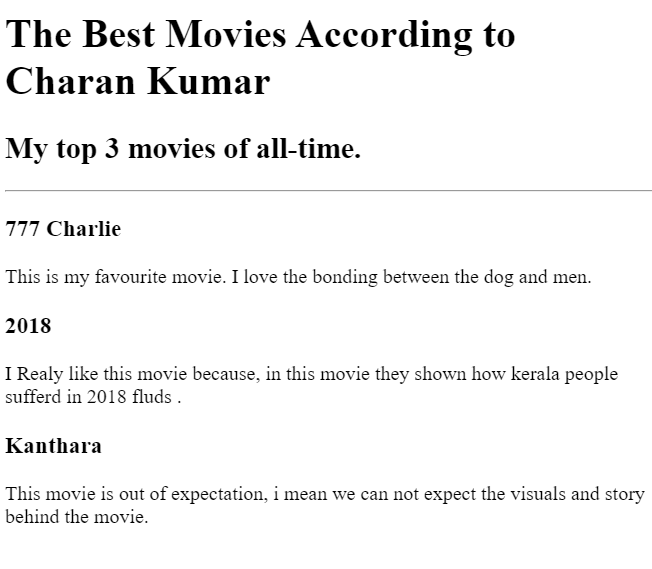 The Best Movies According to
Charan Kumar
My top 3 movies of all-time.
777 Charlie
This is my favourite movie. I love the bonding between the dog and men.
2018
I Realy like this movie because, in this movie they shown how kerala people
sufferd in 2018 fluds .
Kanthara
This movie is out of expectation, i mean we can not expect the visuals and story
behind the movie.